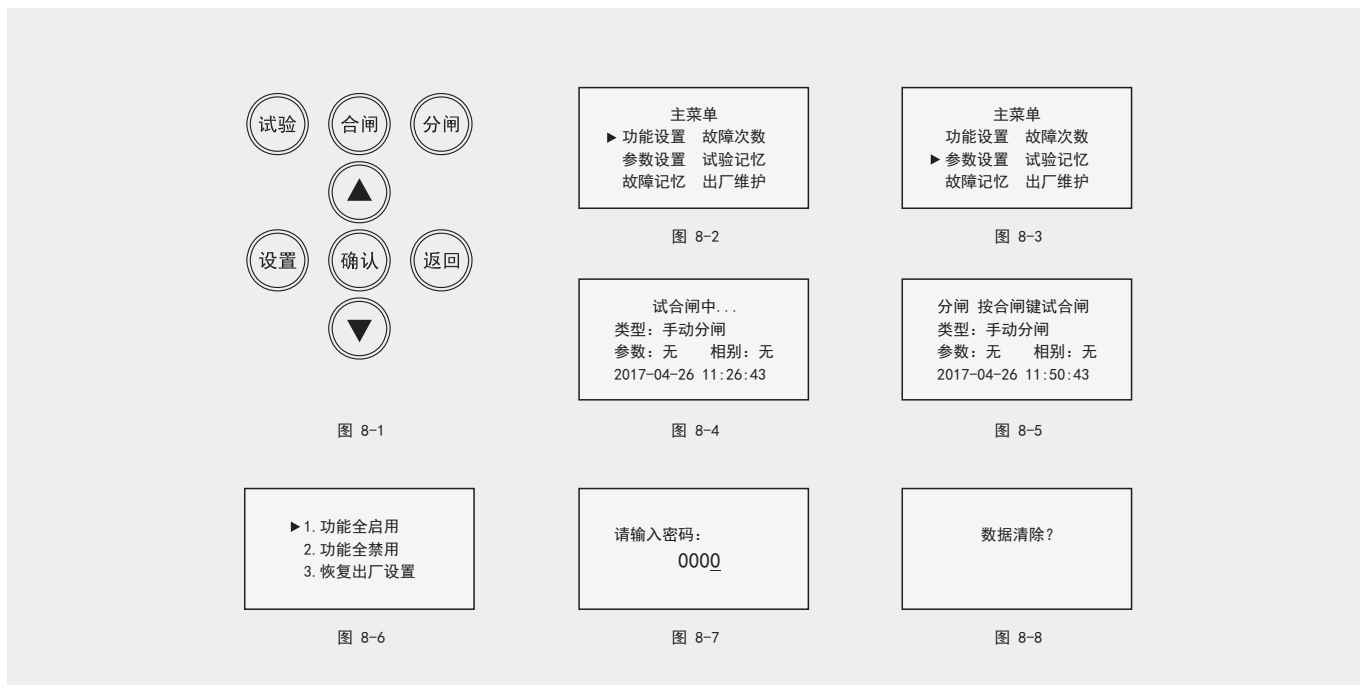 试验 合闸 分闸
▲
设置 确认 返回
▼
图 8-1
主菜单
▶功能设置 故障次数
参数设置 试验记忆
故障记忆 出厂维护
图 8-2
主菜单
功能设置 故障次数
▶参数设置 试验记忆
故障记忆 出厂维护
图 8-3
试合闸中...
类型：手动分闸
参数：无 相别：无
2017-04-26 11:26:43
图 8-4
分闸 按合闸键试合闸
类型：手动分闸
参数：无 相别：无
2017-04-26 11:50:43
图 8-5
▶1.功能全启用
2.功能全禁用
3.恢复出厂设置
图 8-6
请输入密码：
0000
图 8-7
数据清除？
图 8-8